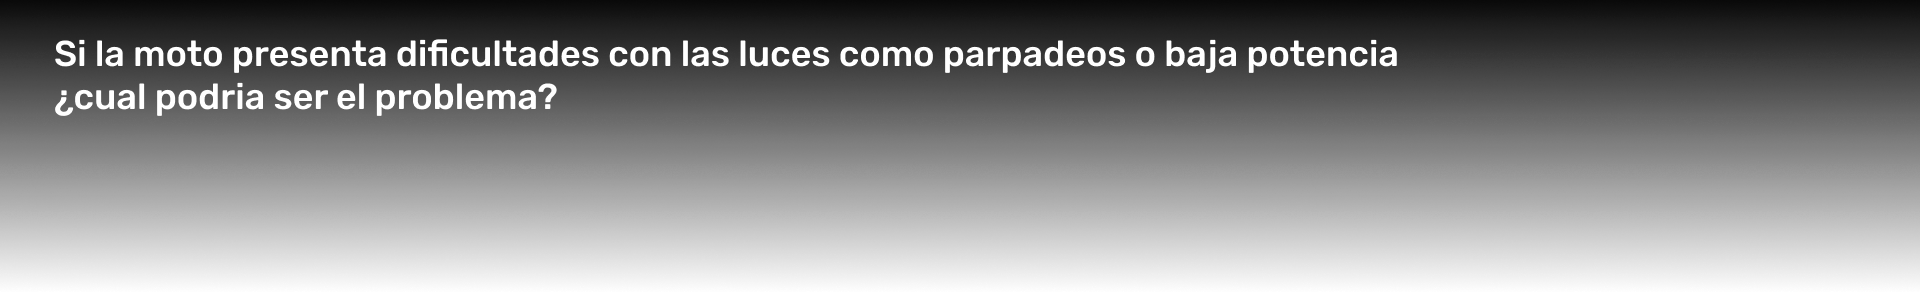 Si la moto presenta dificultades con las luces como parpadeos o baja potencia
¿cual podria ser el problema?